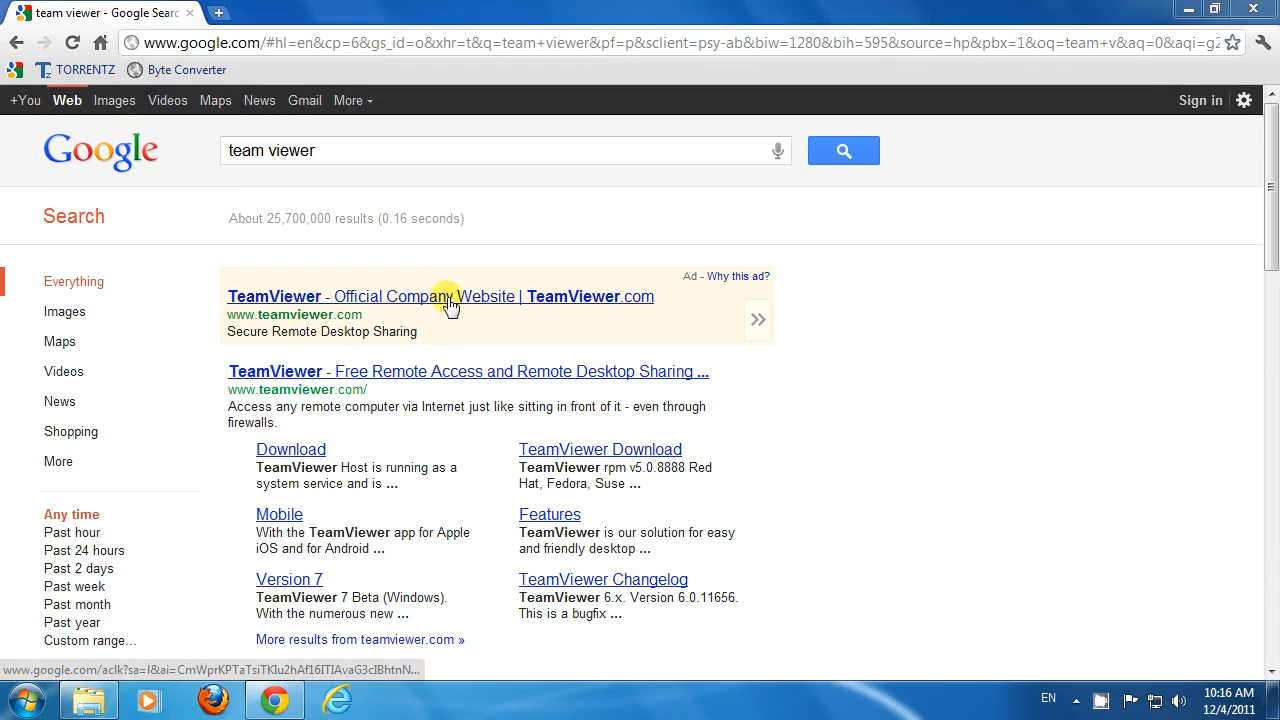 team viewer - Google Searc
www.google.com/#hl=en&cp=6&gs_id=o&xhr=t&q=team+viewer&pf=p&sclient=psy-ab&biw=1280&bih=595&source=hp&pbx=1&oq=team+v&aq=0&aqi=g2
TORRENTZ Byte Converter
+You Web Images Videos Maps News Gmail More Sign in
Google
team viewer
Search
About 25,700,000 results (0.16 seconds)
Everything
Images
Maps
Videos
News
Shopping
More
Any time
Past hour
Past 24 hours
Past 2 days
Past week
Past month
Past year
Custom range...
Ad - Why this ad?
TeamViewer - Official Company Website | TeamViewer.com
www.teamviewer.com
Secure Remote Desktop Sharing
TeamViewer - Free Remote Access and Remote Desktop Sharing ...
www.teamviewer.com/
Access any remote computer via Internet just like sitting in front of it - even through
firewalls.
Download
TeamViewer Host is running as a
system service and is ...
TeamViewer Download
TeamViewer rpm v5.0.8888 Red
Hat, Fedora, Suse ...
Mobile
With the TeamViewer app for Apple
iOS and for Android ...
Features
TeamViewer is our solution for easy
and friendly desktop ...
Version 7
TeamViewer 7 Beta (Windows).
With the numerous new ...
TeamViewer Changelog
TeamViewer 6.x. Version 6.0.11656.
This is a bugfix ...
More results from teamviewer.com »
www.google.com/aclk?sa=l&ai=CmWprKPTaTsiTKIu2hAf16ITIAvaG3cIBhtnN...
EN
10:16 AM
12/4/2011